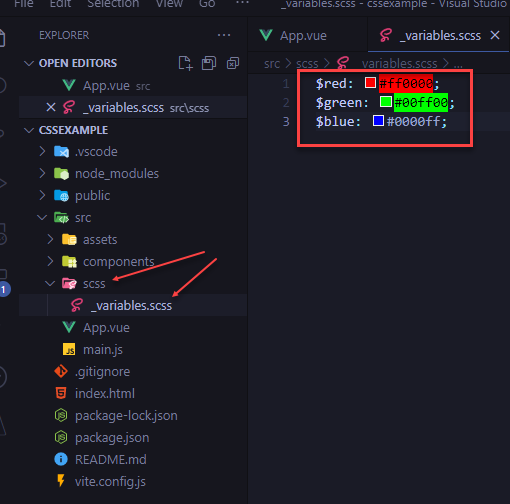 File Edit Selection View Go
_variables.scss - cssexample - Visual Studio
EXPLORER ...
OPEN EDITORS
App.vue src
_variables.scss src\scss
CSSEXAMPLE
.vscode
node_modules
public
src
assets
components
scss
_variables.scss
App.vue
main.js
.gitignore
index.html
package-lock.json
package.json
README.md
vite.config.js
1
App.vue
_variables.scss
src > scss > _variables.scss > ...
1 $red: #ff0000;
2 $green: #00ff00;
3 $blue: #0000ff;